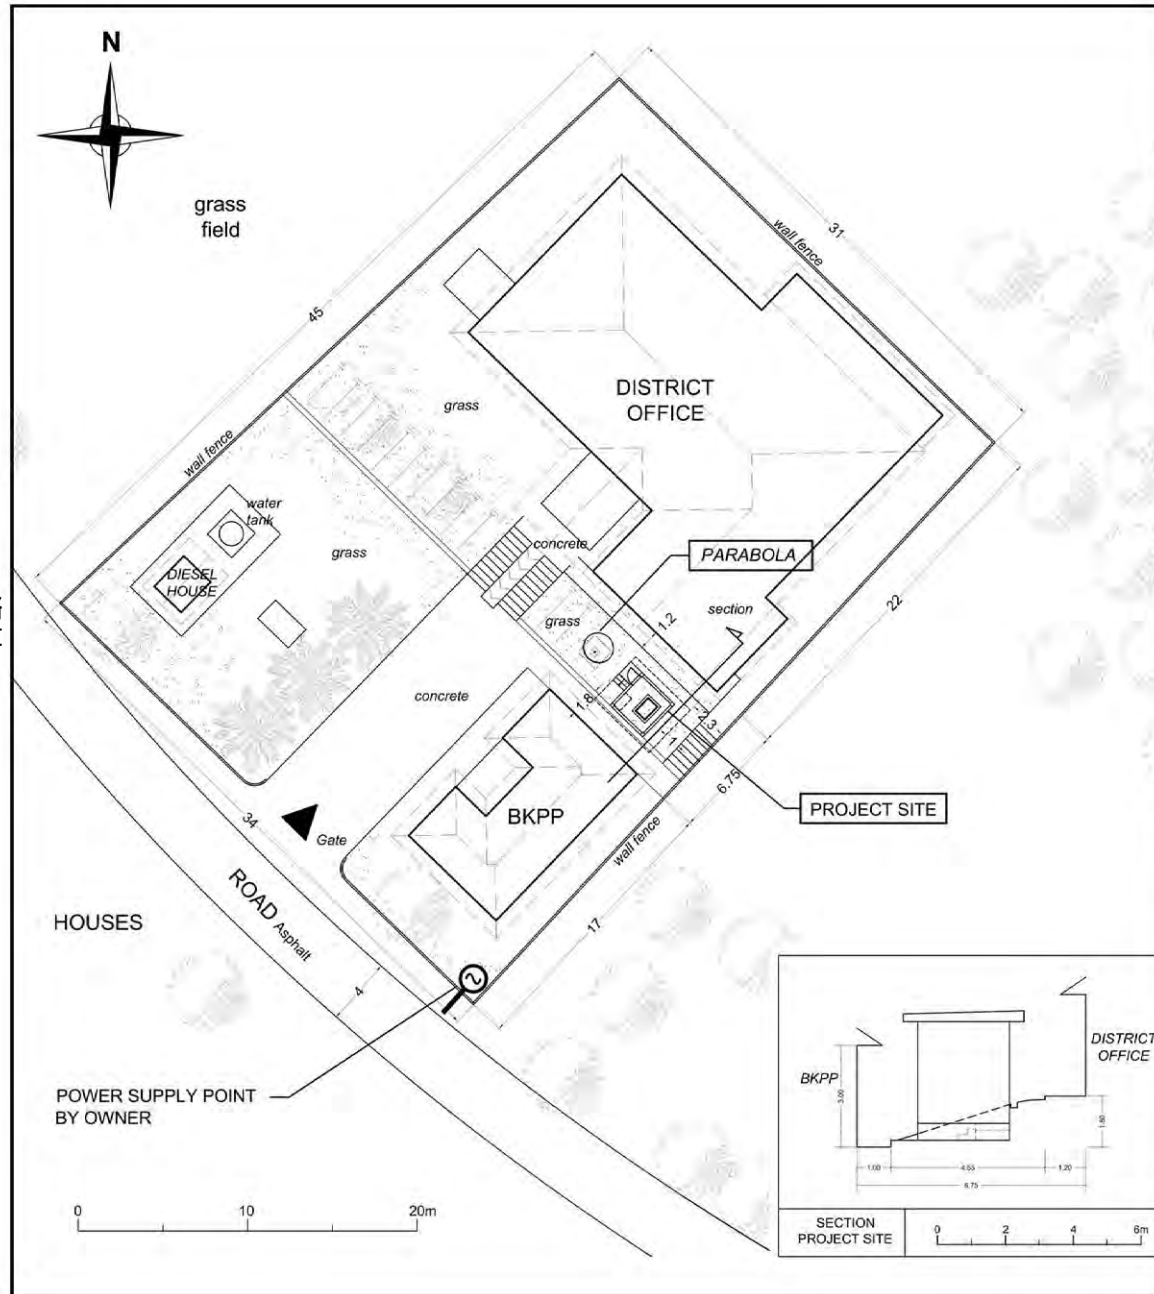 N
grass
field
wall fence
31
45
DISTRICT
OFFICE
grass
wall fence
water
tank
concrete
PARABOLA
grass
DIESEL
HOUSE
section
grass
1.2
22
A
concrete
1.8
2.3
1
6.75
PROJECT SITE
BKPP
34
Gate
wall fence
ROAD Asphalt
HOUSES
17
4
POWER SUPPLY POINT
BY OWNER
0 10 20m
BKPP
DISTRICT
OFFICE
3.00
1.60
1.00 4.55 1.20
6.75
SECTION
PROJECT SITE
0 2 4 6m